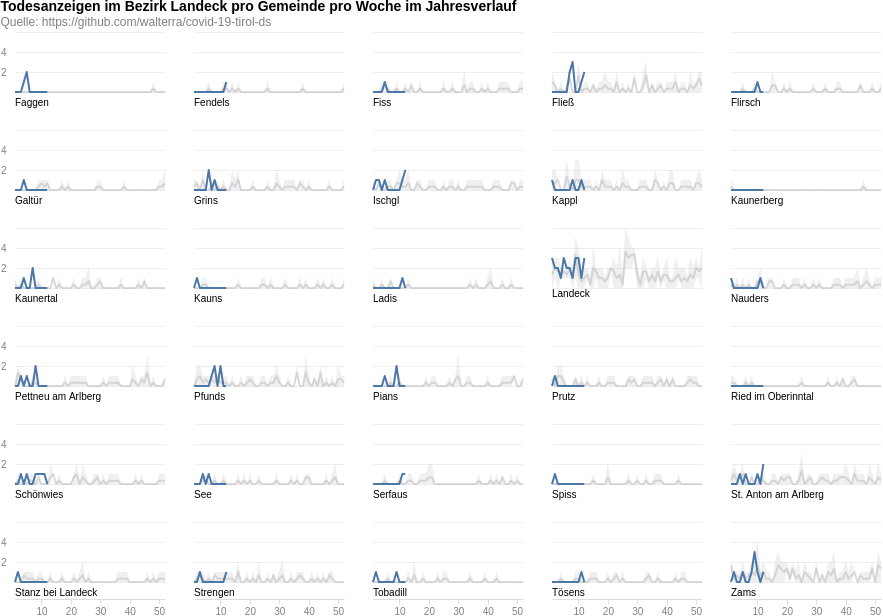 Todesanzeigen im Bezirk Landeck pro Gemeinde pro Woche im Jahresverlauf
Quelle: https://github.com/walterra/covid-19-tirol-ds
4
2
Faggen Fendels Fiss Fließ Flirsch
4
2
Galtür Grins Ischgl Kappl Kaunerberg
4
2
Kaunertal Kauns Ladis Landeck Nauders
4
2
Pettneu am Arlberg Pfunds Pians Prutz Ried im Oberinntal
4
2
Schönwies See Serfaus Spiss St. Anton am Arlberg
4
2
Stanz bei Landeck Strengen Tobadill Tösens Zams
10 20 30 40 50 10 20 30 40 50 10 20 30 40 50 10 20 30 40 50 10 20 30 40 50